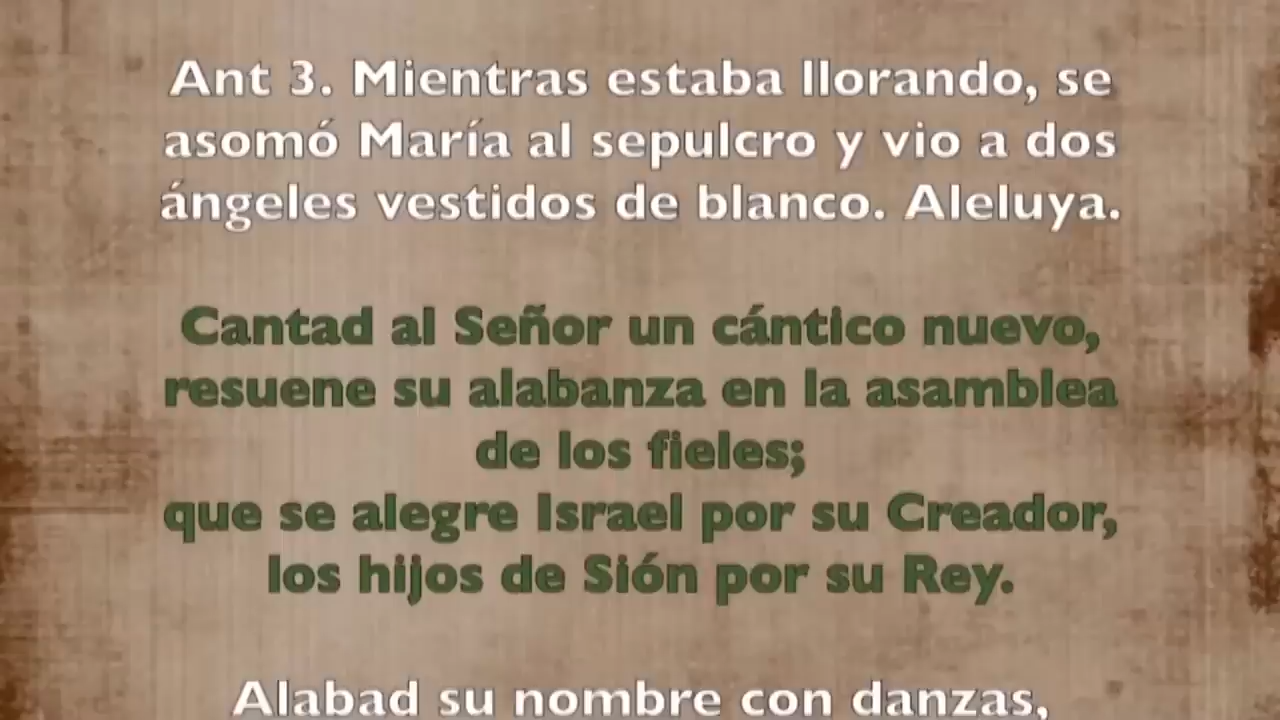 Ant 3. Mientras estaba llorando, se
asomó María al sepulcro y vio a dos
ángeles vestidos de blanco. Aleluya.
Cantad al Señor un cántico nuevo,
resuene su alabanza en la asamblea
de los fieles;
que se alegre Israel por su Creador,
los hijos de Sión por su Rey.
Alabad su nombre con danzas,